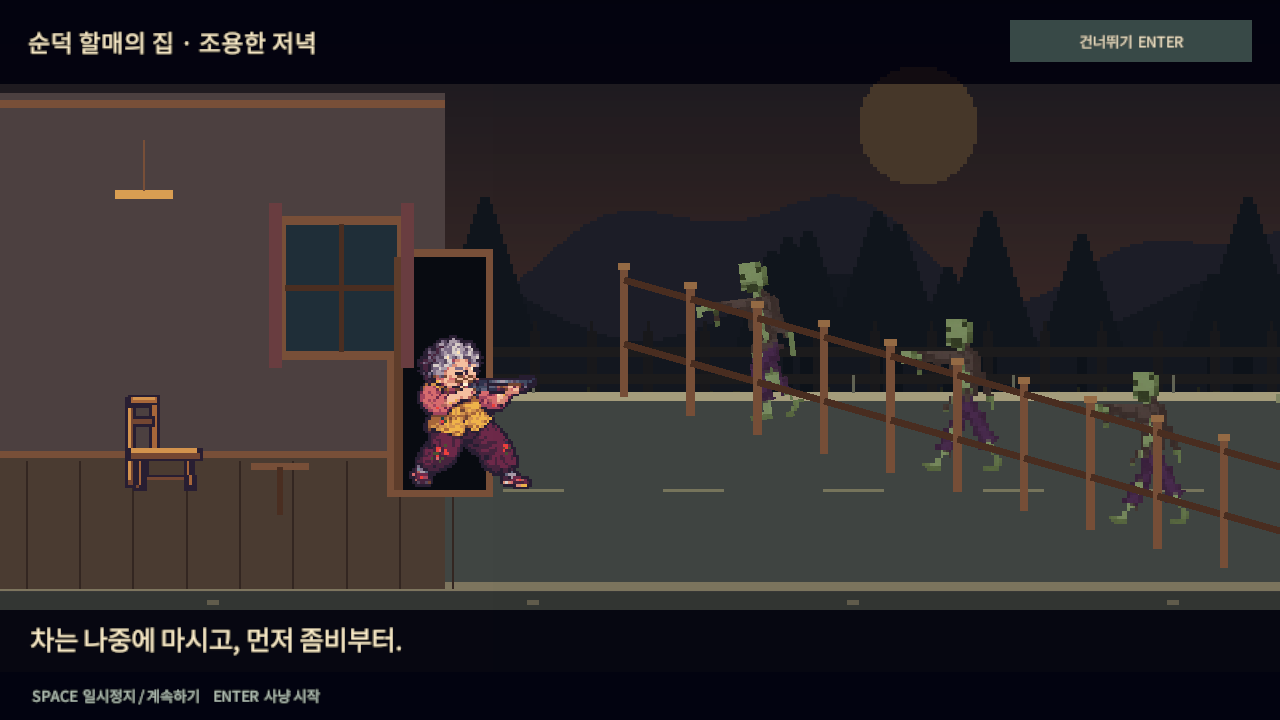 순덕 할매의 집 · 조용한 저녁
건너뛰기 ENTER
차는 나중에 마시고, 먼저 좀비부터.
SPACE 일시정지 / 계속하기 ENTER 사냥 시작